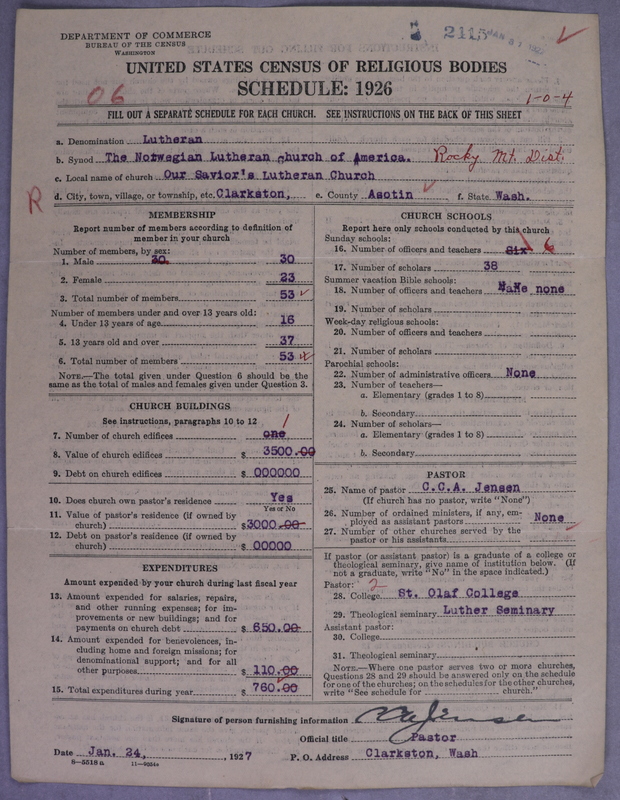 DEPARTMENT OF COMMERCE
BUREAU OF THE CENSUS
WASHINGTON
2115
UNITED STATES CENSUS OF RELIGIOUS BODIES
SCHEDULE: 1926
06
1-0-4
FILL OUT A SEPARATE SCHEDULE FOR EACH CHURCH. SEE INSTRUCTIONS ON THE BACK OF THIS SHEET
a. Denomination Lutheran
b. Synod The Norwegian Lutheran Church of America. Rocky Mt. Dist.
c. Local name of church Our Savior's Lutheran Church
R
d. City, town, village, or township, etc. Clarkston, e. County Asotin f. State Wash.
MEMBERSHIP
Report number of members according to definition of
member in your church
Number of members, by sex:
1. Male 30. 30
2. Female 23
3. Total number of members 53
Number of members under and over 13 years old:
4. Under 13 years of age 16
5. 13 years old and over 37
6. Total number of members 53
NOTE.—The total given under Question 6 should be the
same as the total of males and females given under Question 3.
CHURCH BUILDINGS
See instructions, paragraphs 10 to 12
7. Number of church edifices one 1
8. Value of church edifices $ 3500.00
9. Debt on church edifices $ 000000
10. Does church own pastor's residence Yes
Yes or No
11. Value of pastor's residence (if owned by
church) $3000.00
12. Debt on pastor's residence (if owned by
church) $ 00000
EXPENDITURES
Amount expended by your church during last fiscal year
13. Amount expended for salaries, repairs,
and other running expenses; for im-
provements or new buildings; and for
payments on church debt $ 650.00
14. Amount expended for benevolences, in-
cluding home and foreign missions; for
denominational support; and for all
other purposes $ 110.00
15. Total expenditures during year $ 760.00
CHURCH SCHOOLS
Report here only schools conducted by this church
Sunday schools:
16. Number of officers and teachers Six 6
17. Number of scholars 38
Summer vacation Bible schools:
18. Number of officers and teachers none
19. Number of scholars
Week-day religious schools:
20. Number of officers and teachers
21. Number of scholars
Parochial schools:
22. Number of administrative officers None
23. Number of teachers—
a. Elementary (grades 1 to 8)
b. Secondary
24. Number of scholars—
a. Elementary (grades 1 to 8)
b. Secondary
PASTOR
25. Name of pastor C.C.A. Jensen
(If church has no pastor, write "None")
26. Number of ordained ministers, if any, em-
ployed as assistant pastors None
27. Number of other churches served by the
pastor or his assistants
If pastor (or assistant pastor) is a graduate of a college or
theological seminary, give name of institution below. (If
not a graduate, write "No" in the space indicated.)
Pastor: 2
28. College St. Olaf College
29. Theological seminary Luther Seminary
Assistant pastor:
30. College
31. Theological seminary
NOTE.—Where one pastor serves two or more churches,
Questions 28 and 29 should be answered only on the schedule
for one of the churches; on the schedules for the other churches,
write "See schedule for church."
Signature of person furnishing information CCA Jensen
Official title Pastor
Date Jan. 24, 1927 P. O. Address Clarkston, Wash
8—5518 a 11—9054a